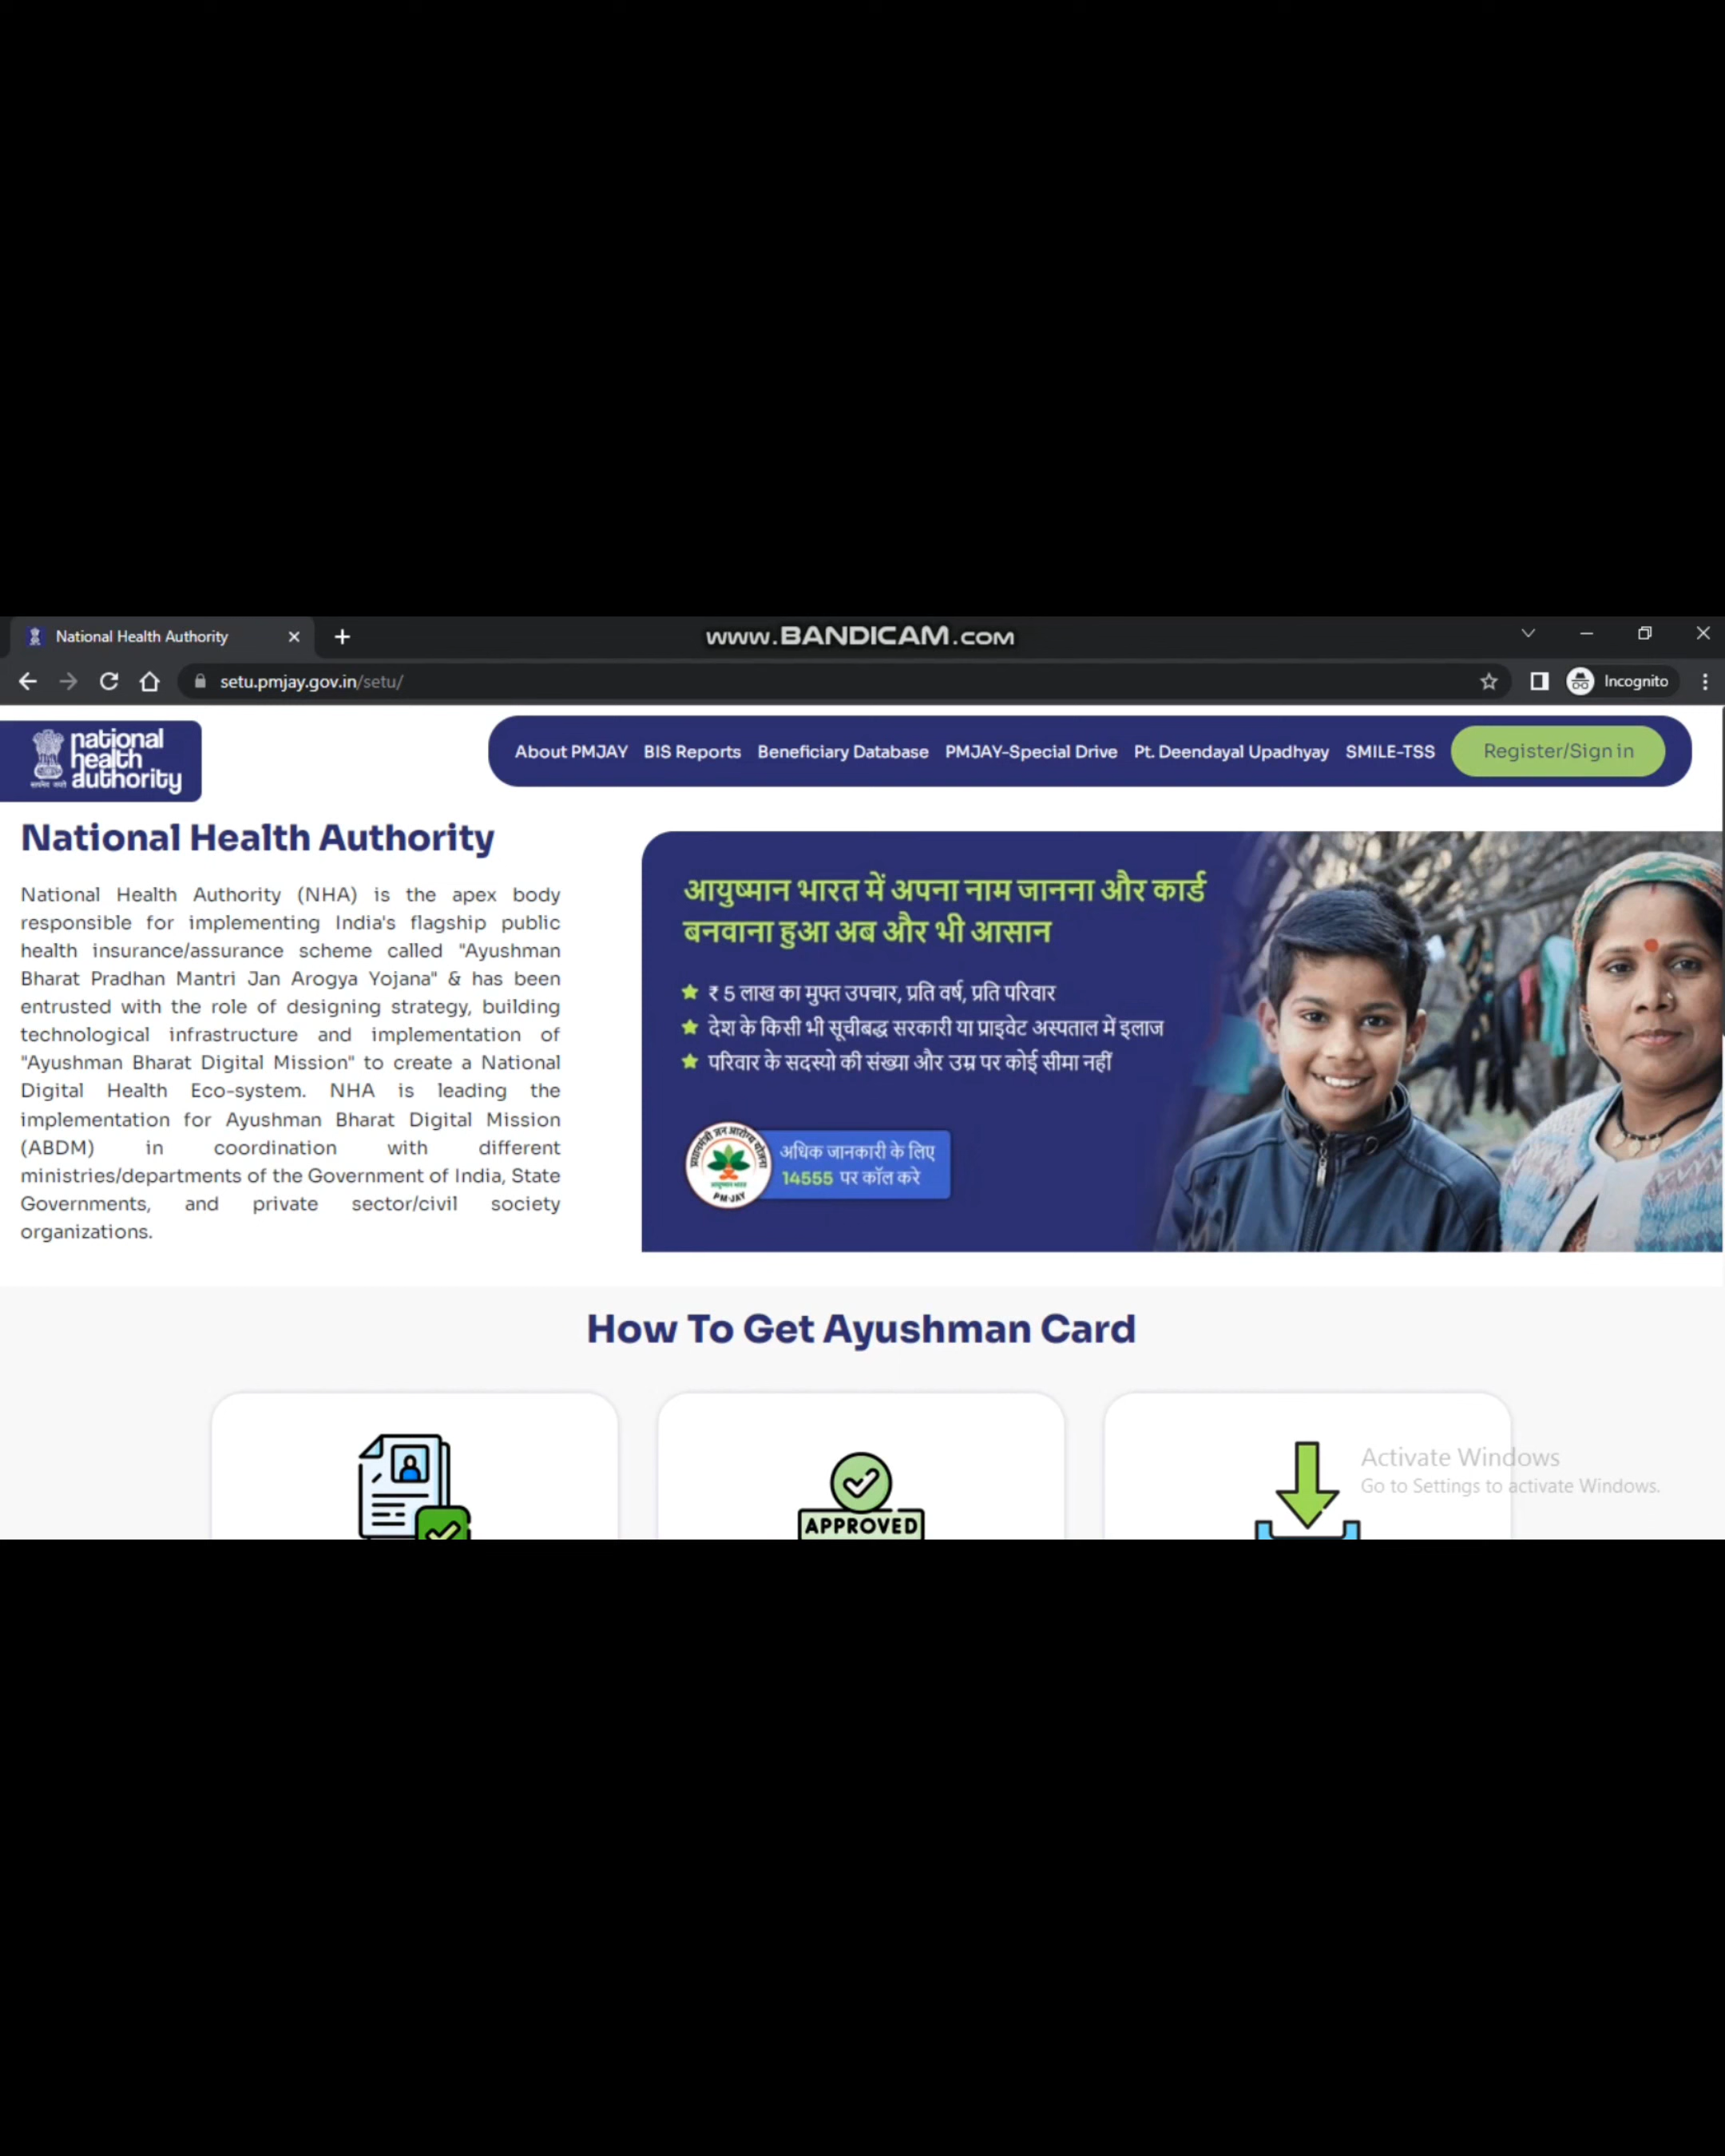 National Health Authority
www.BANDICAM.com
setu.pmjay.gov.in/setu/
Incognito
national
health
authority
About PMJAY BIS Reports Beneficiary Database PMJAY-Special Drive Pt. Deendayal Upadhyay SMILE-TSS Register/Sign in
National Health Authority
National Health Authority (NHA) is the apex body
responsible for implementing India's flagship public
health insurance/assurance scheme called "Ayushman
Bharat Pradhan Mantri Jan Arogya Yojana" & has been
entrusted with the role of designing strategy, building
technological infrastructure and implementation of
"Ayushman Bharat Digital Mission" to create a National
Digital Health Eco-system. NHA is leading the
implementation for Ayushman Bharat Digital Mission
(ABDM) in coordination with different
ministries/departments of the Government of India, State
Governments, and private sector/civil society
organizations.
आयुष्मान भारत में अपना नाम जानना और कार्ड
बनवाना हुआ अब और भी आसान
₹ 5 लाख का मुफ्त उपचार, प्रति वर्ष, प्रति परिवार
देश के किसी भी सूचीबद्ध सरकारी या प्राइवेट अस्पताल में इलाज
परिवार के सदस्यो की संख्या और उम्र पर कोई सीमा नहीं
प्रधानमंत्री जन आरोग्य योजना
PM-JAY
अधिक जानकारी के लिए
14555 पर कॉल करे
How To Get Ayushman Card
APPROVED
Activate Windows
Go to Settings to activate Windows.